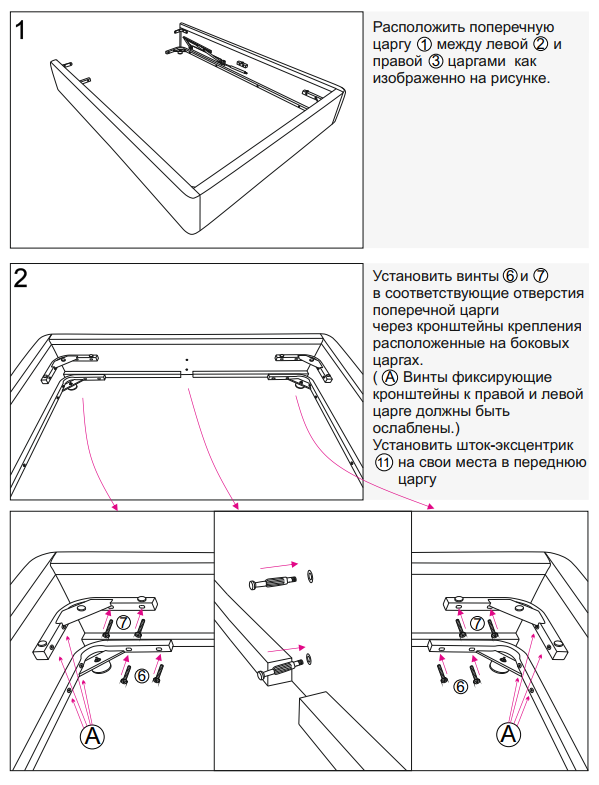 1
Расположить поперечную
царгу ① между левой ② и
правой ③ царгами как
изображенно на рисунке.
2
Установить винты ⑥ и ⑦
в соответствующие отверстия
поперечной царги
через кронштейны крепления
расположенные на боковых
царгах.
( Ⓐ Винты фиксирующие
кронштейны к правой и левой
царге должны быть
ослаблены.)
Установить шток-эксцентрик
⑪ на свои места в переднюю
царгу
⑦
⑥
Ⓐ
⑦
⑥
Ⓐ